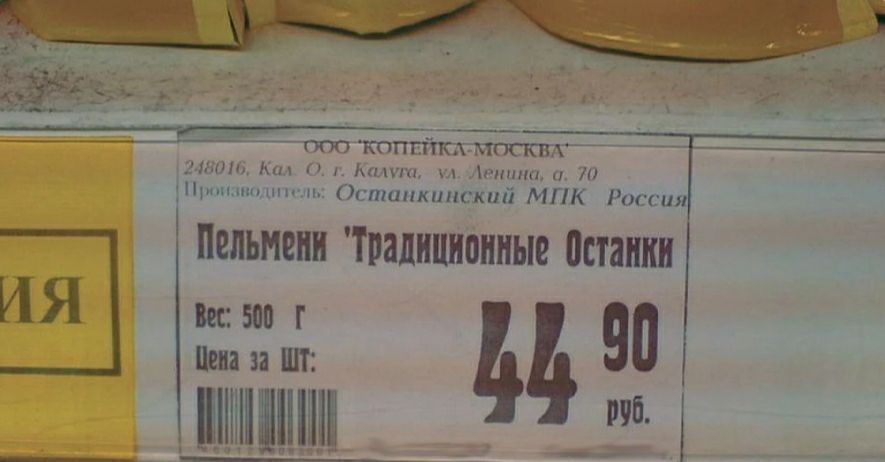 ООО 'КОПЕЙКА-МОСКВА'
248016, Кал. О. г. Калуга, ул. Ленина, д. 70
Производитель: Останкинский МПК Россия
Пельмени 'Традиционные Останки
ИЯ
Вес: 500 Г
Цена за ШТ:
44 90
руб.